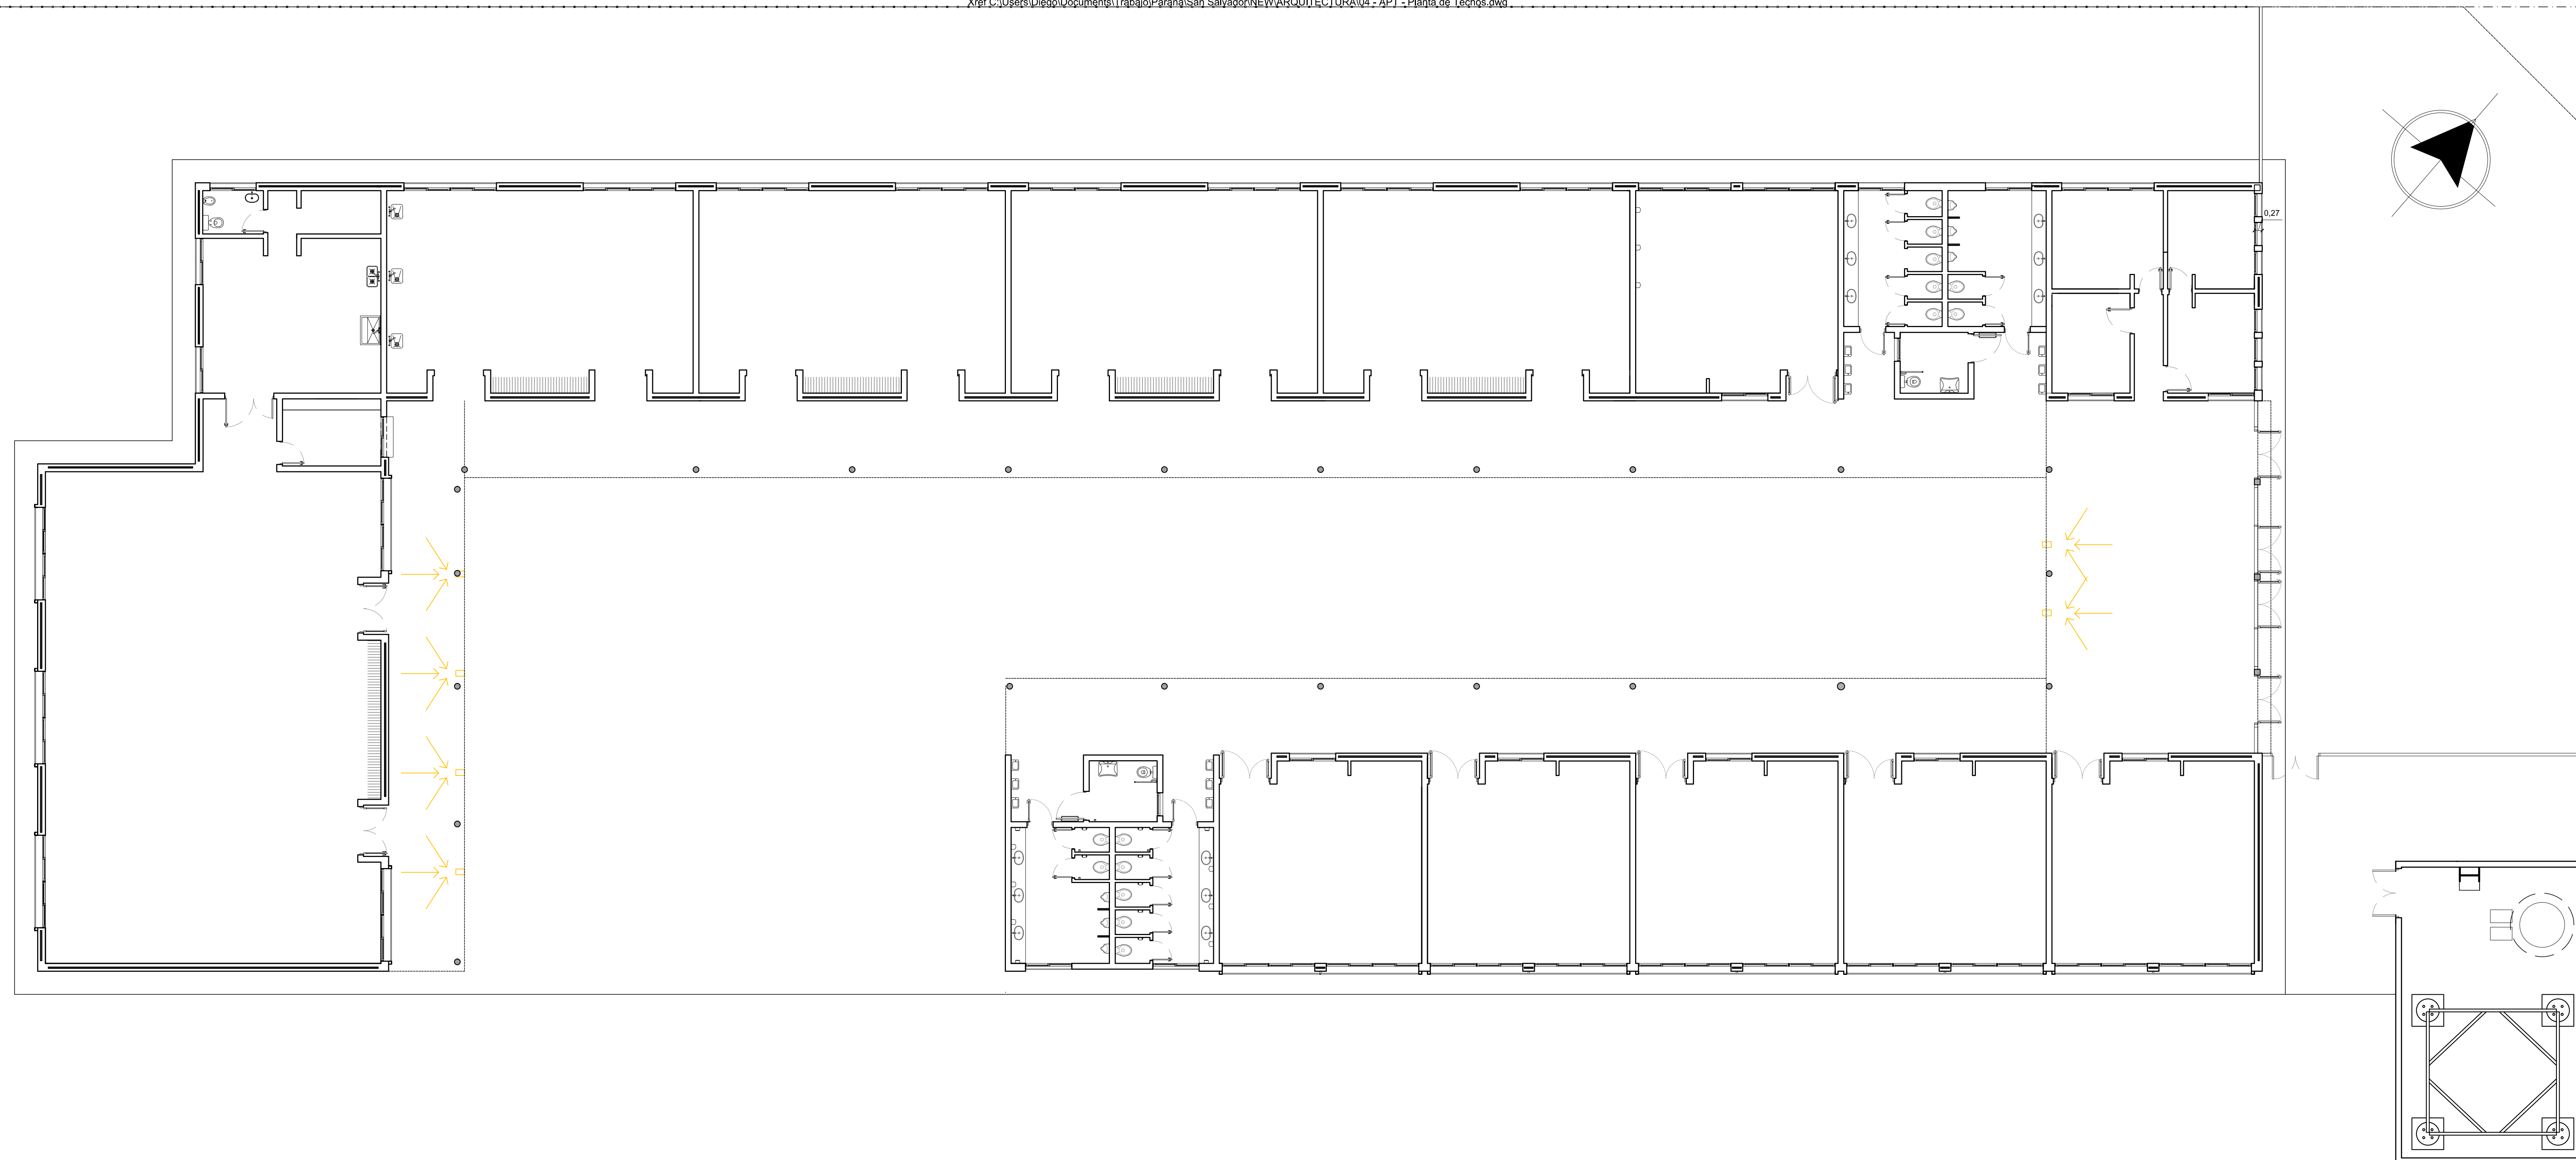 Xref C:\Users\Diego\Documents\Trabajo\Parana\San Salvador\NEW\ARQUITECTURA\04 - APT - Planta de Techos.dwg
0,27